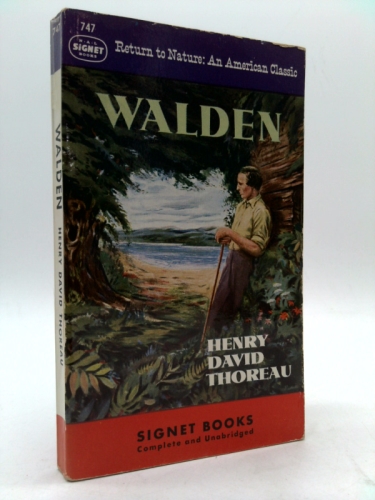 747
NAL
SIGNET
BOOKS
Return to Nature: An American Classic
WALDEN
HENRY
DAVID
THOREAU
SIGNET BOOKS
Complete and Unabridged
WALDEN HENRY DAVID THOREAU